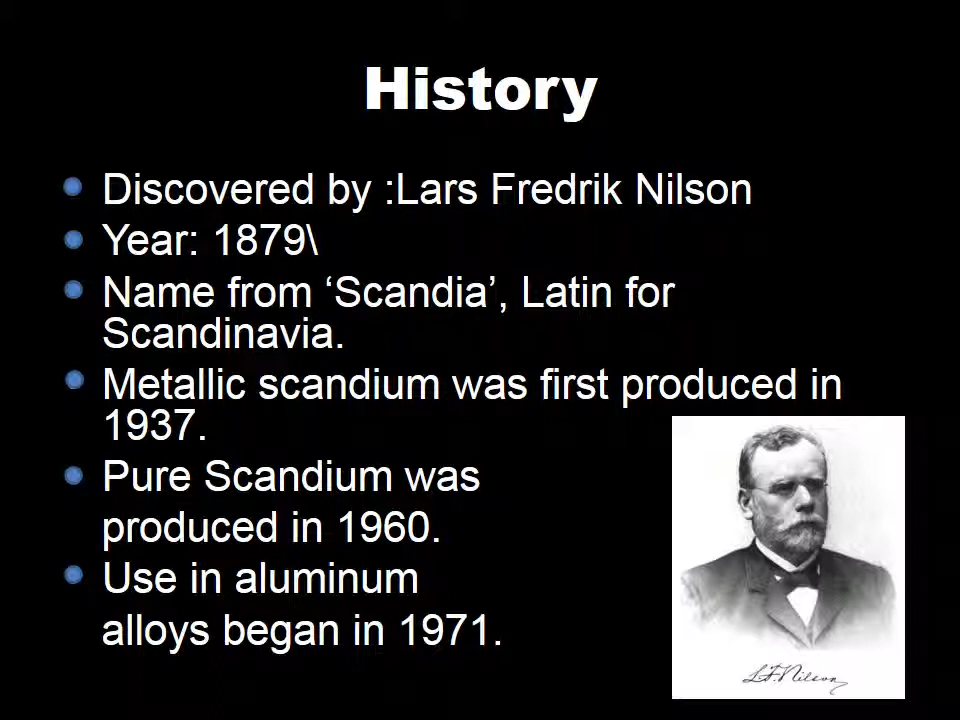 History
Discovered by :Lars Fredrik Nilson
Year: 1879\
Name from ‘Scandia’, Latin for
Scandinavia.
Metallic scandium was first produced in
1937.
Pure Scandium was
produced in 1960.
Use in aluminum
alloys began in 1971.
L.F.Nilson